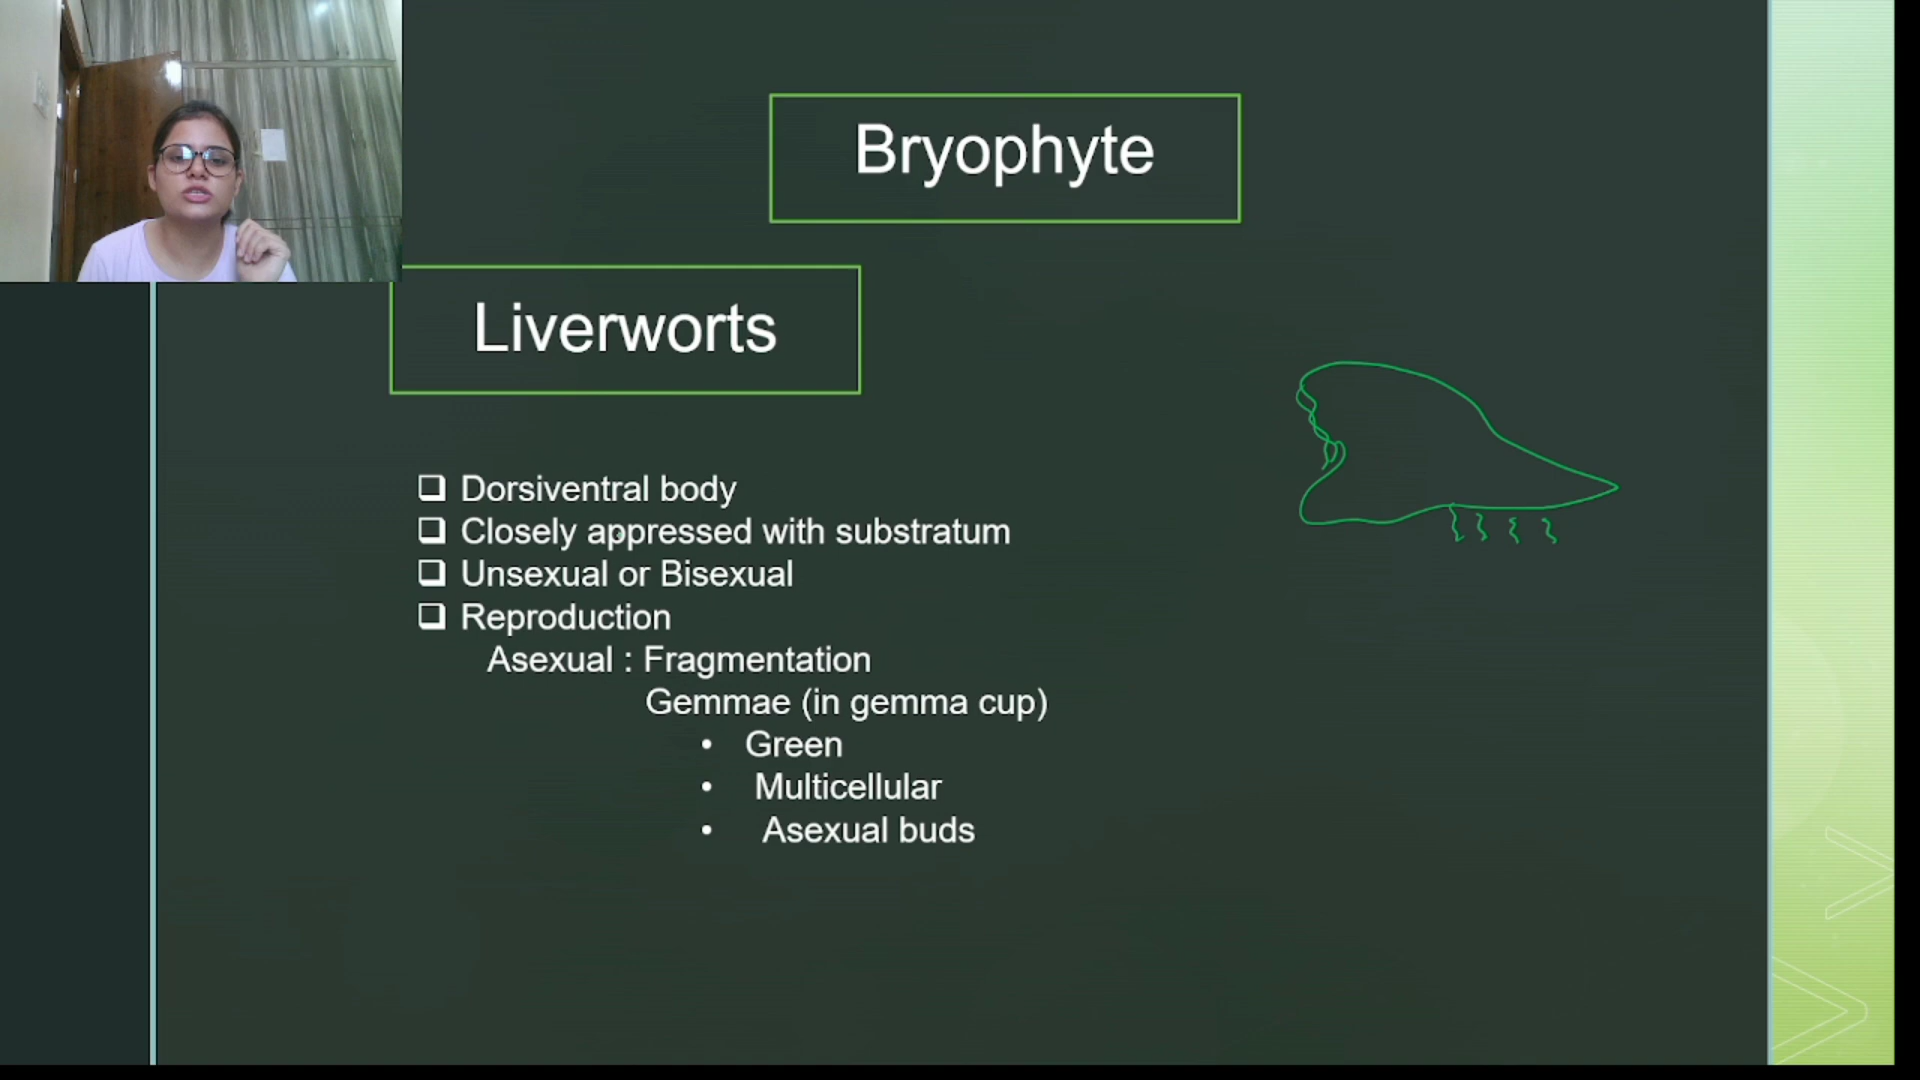 Bryophyte
Liverworts
Dorsiventral body
Closely appressed with substratum
Unsexual or Bisexual
Reproduction
Asexual : Fragmentation
Gemmae (in gemma cup)
• Green
• Multicellular
• Asexual buds